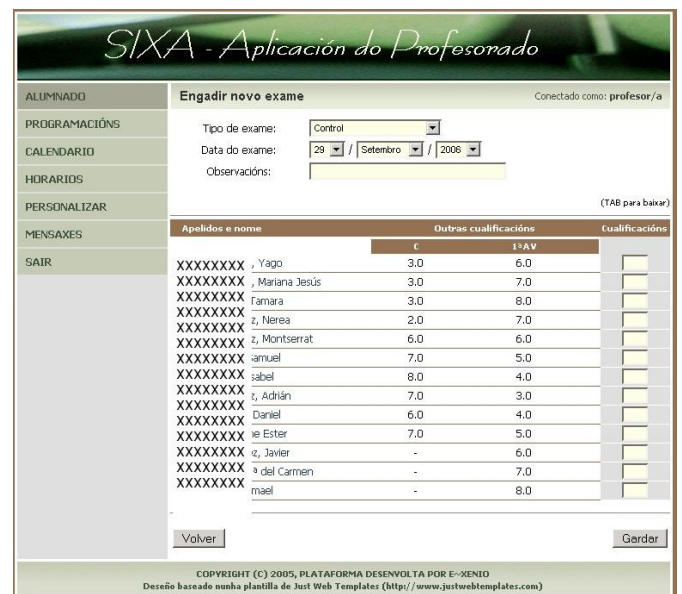 SIXA - Aplicación do Profesorado
ALUMNADO
PROGRAMACIÓNS
CALENDARIO
HORARIOS
PERSONALIZAR
MENSAXES
SAIR
Engadir novo exame Conectado como: profesor/a
Tipo de exame: Control
Data do exame: 29 / Setembro / 2006
Observacións:
(TAB para baixar)
Apelidos e nome Outras cualificacións Cualificacións
C 1ªAV
XXXXXXXX , Yago 3.0 6.0
XXXXXXXX , Mariana Jesús 3.0 7.0
XXXXXXXX Tamara 3.0 8.0
XXXXXXXX z, Nerea 2.0 7.0
XXXXXXXX z, Montserrat 6.0 6.0
XXXXXXXX amuel 7.0 5.0
XXXXXXXX sabel 8.0 4.0
XXXXXXXX z, Adrián 7.0 3.0
XXXXXXXX Daniel 6.0 4.0
XXXXXXXX e Ester 7.0 5.0
XXXXXXXX z, Javier - 6.0
XXXXXXXX ª del Carmen - 7.0
XXXXXXXX mael - 8.0
XXXXXXXX
XXXXXXXX
-
Volver Gardar
COPYRIGHT (C) 2005, PLATAFORMA DESENVOLTA POR E~XENIO
Deseño baseado nunha plantilla de Just Web Templates (http://www.justwebtemplates.com)